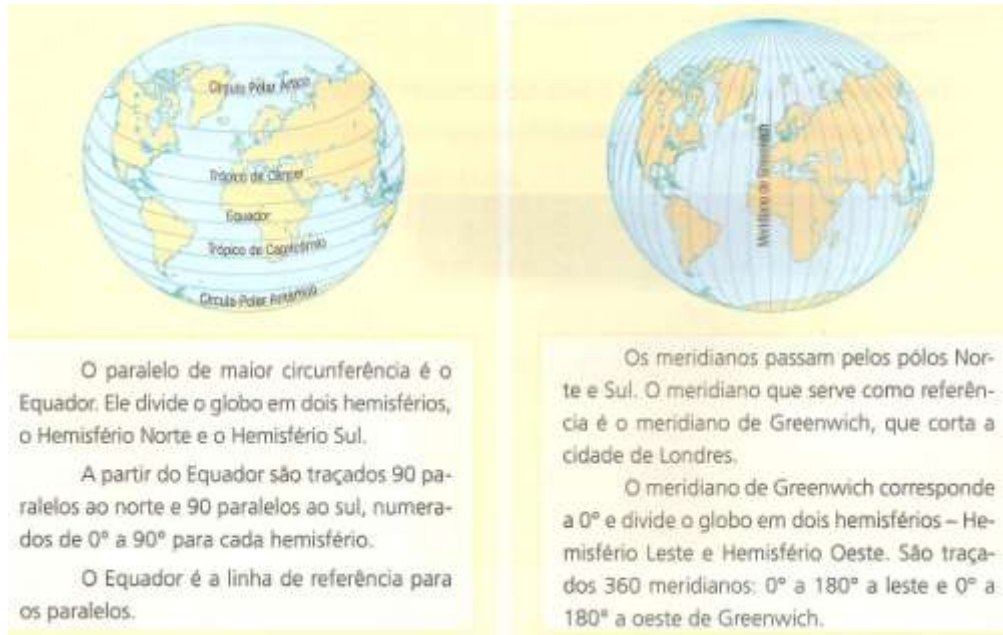 Círculo Polar Ártico
Trópico de Câncer
Equador
Trópico de Capricórnio
Círculo Polar Antártico
O paralelo de maior circunferência é o
Equador. Ele divide o globo em dois hemisférios,
o Hemisfério Norte e o Hemisfério Sul.
A partir do Equador são traçados 90 pa-
ralelos ao norte e 90 paralelos ao sul, numera-
dos de 0° a 90° para cada hemisfério.
O Equador é a linha de referência para
os paralelos.
Meridiano de Greenwich
Os meridianos passam pelos pólos Nor-
te e Sul. O meridiano que serve como referên-
cia é o meridiano de Greenwich, que corta a
cidade de Londres.
O meridiano de Greenwich corresponde
a 0° e divide o globo em dois hemisférios – He-
misfério Leste e Hemisfério Oeste. São traça-
dos 360 meridianos: 0° a 180° a leste e 0° a
180° a oeste de Greenwich.